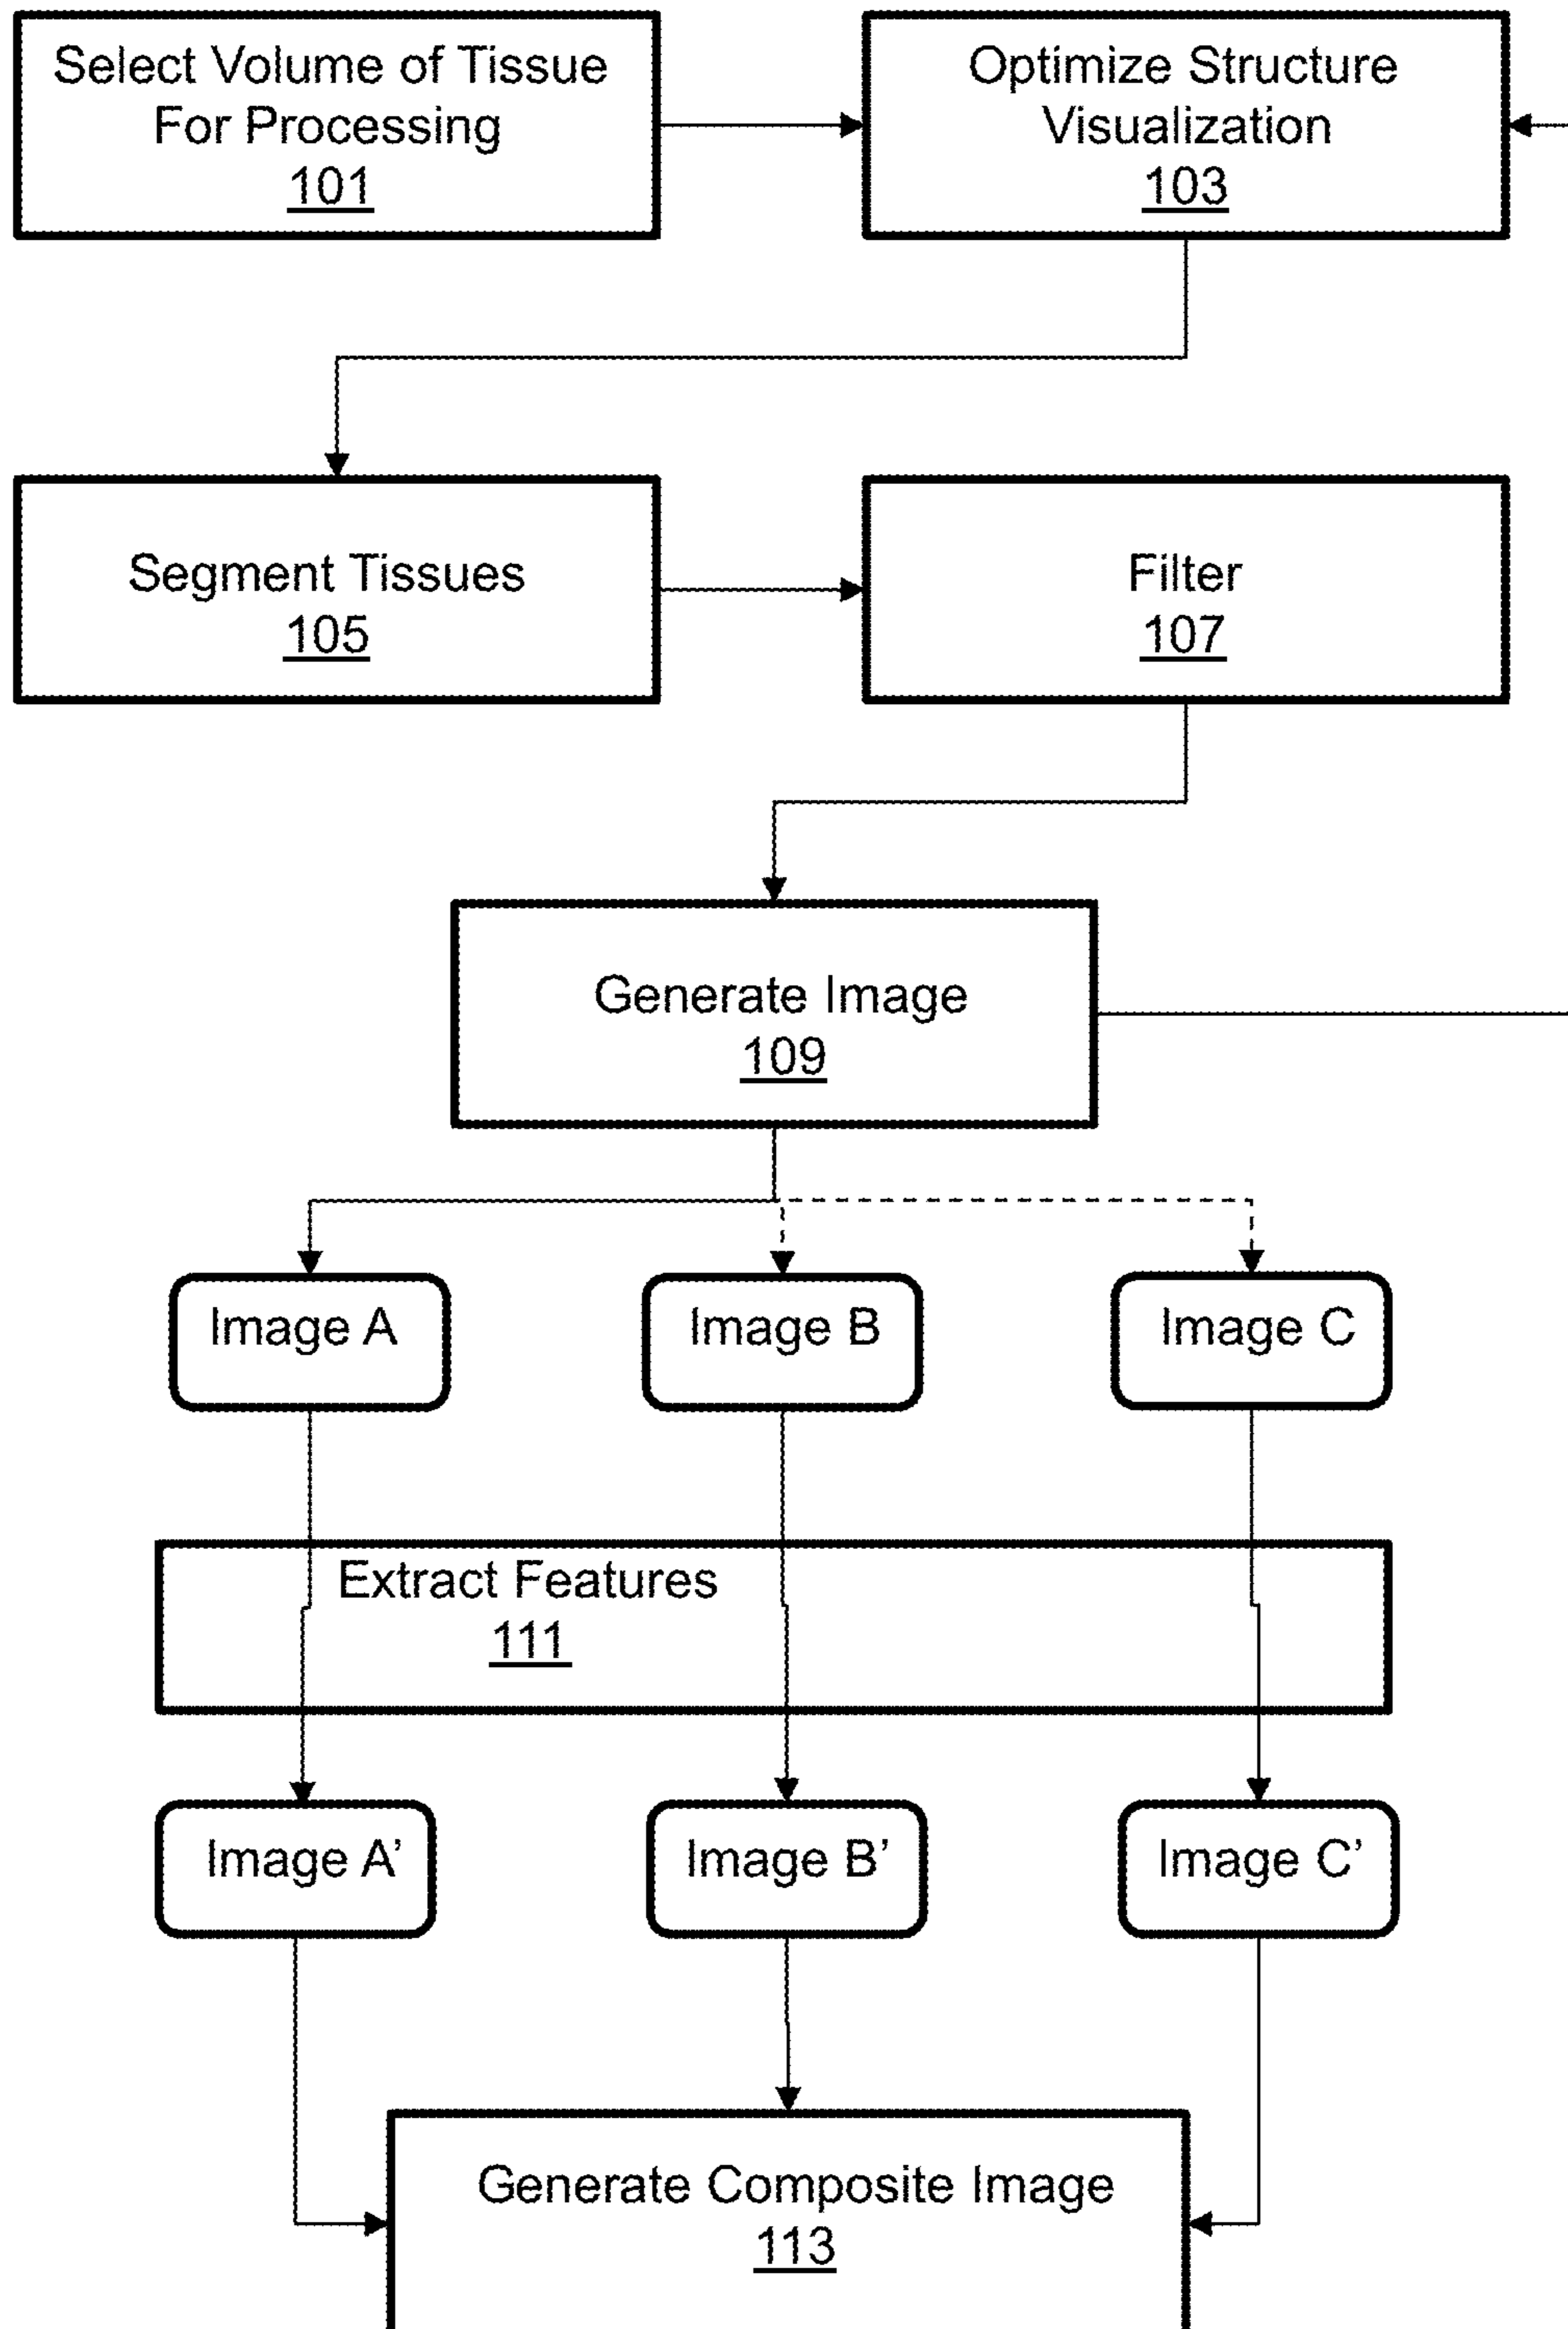 Select Volume of Tissue
For Processing
101
Optimize Structure
Visualization
103
Segment Tissues
105
Filter
107
Generate Image
109
Image A
Image B
Image C
Extract Features
111
Image A’
Image B’
Image C’
Generate Composite Image
113